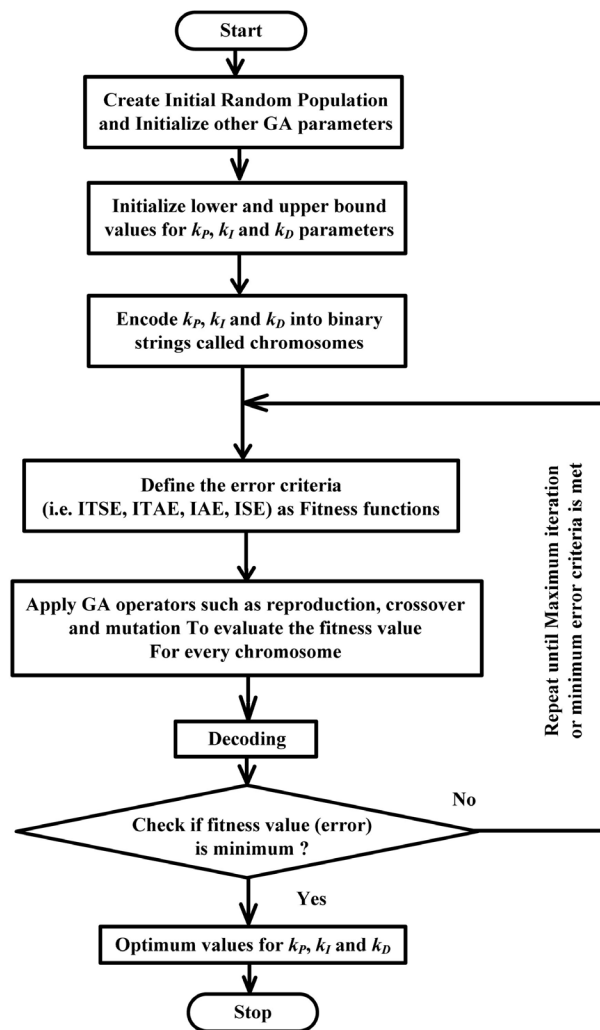 Start
Create Initial Random Population
and Initialize other GA parameters
Initialize lower and upper bound
values for kP, kI and kD parameters
Encode kP, kI and kD into binary
strings called chromosomes
Define the error criteria
(i.e. ITSE, ITAE, IAE, ISE) as Fitness functions
Apply GA operators such as reproduction, crossover
and mutation To evaluate the fitness value
For every chromosome
Decoding
Check if fitness value (error)
is minimum ?
No
Repeat until Maximum iteration
or minimum error criteria is met
Yes
Optimum values for kP, kI and kD
Stop